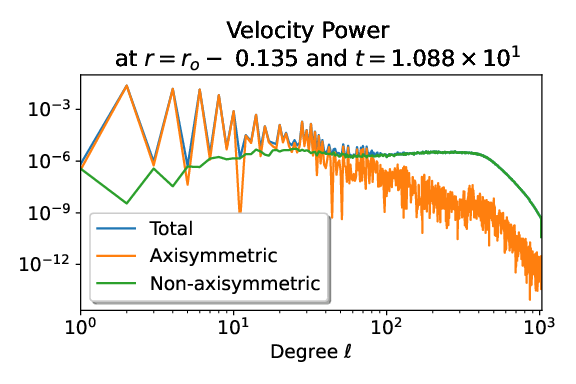 Velocity Power
at r = r_o − 0.135 and t = 1.088 × 10^1
10^−3
10^−6
10^−9
10^−12
Total
Axisymmetric
Non-axisymmetric
10^0 10^1 10^2 10^3
Degree ℓ